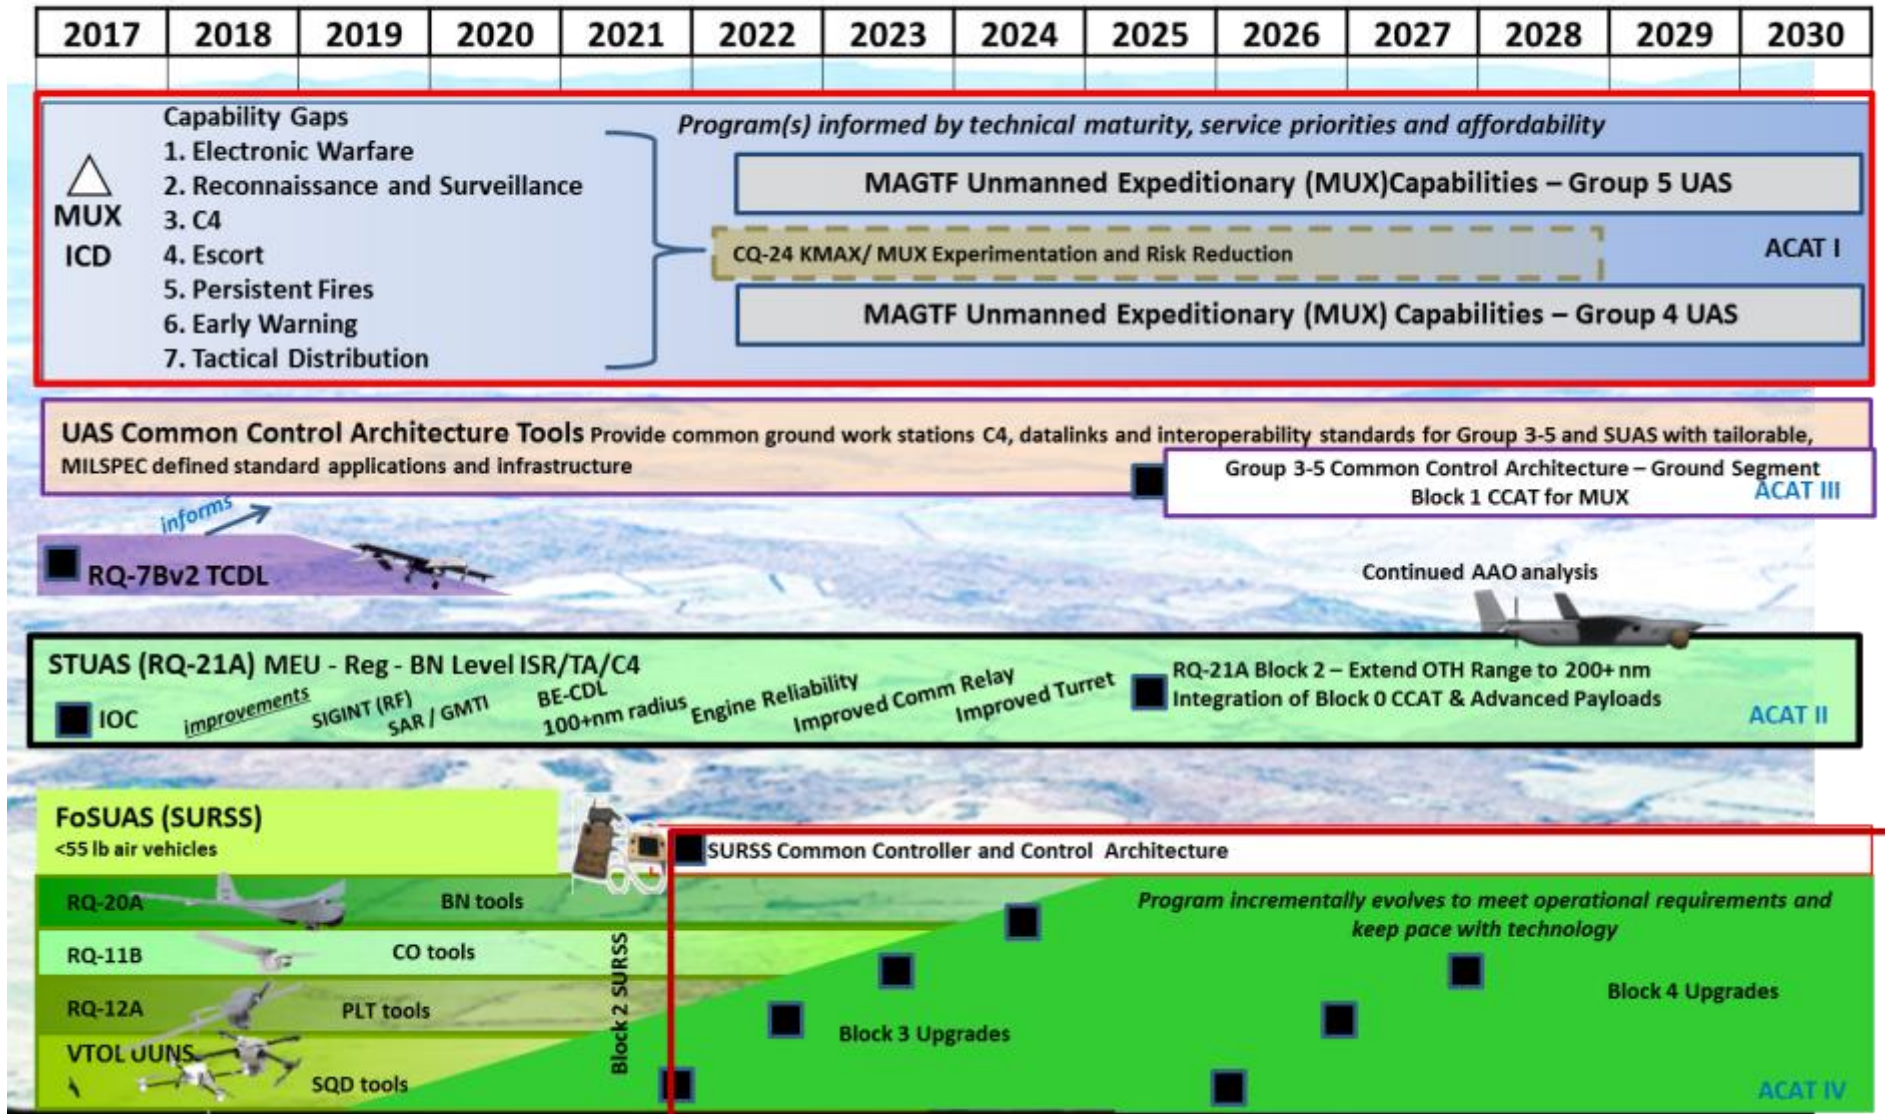 2017 2018 2019 2020 2021 2022 2023 2024 2025 2026 2027 2028 2029 2030
MUX
ICD
Capability Gaps
1. Electronic Warfare
2. Reconnaissance and Surveillance
3. C4
4. Escort
5. Persistent Fires
6. Early Warning
7. Tactical Distribution
Program(s) informed by technical maturity, service priorities and affordability
MAGTF Unmanned Expeditionary (MUX)Capabilities – Group 5 UAS
CQ-24 KMAX/ MUX Experimentation and Risk Reduction
ACAT I
MAGTF Unmanned Expeditionary (MUX) Capabilities – Group 4 UAS
UAS Common Control Architecture Tools Provide common ground work stations C4, datalinks and interoperability standards for Group 3-5 and SUAS with tailorable,
MILSPEC defined standard applications and infrastructure
Group 3-5 Common Control Architecture – Ground Segment
Block 1 CCAT for MUX
ACAT III
informs
RQ-7Bv2 TCDL
Continued AAO analysis
STUAS (RQ-21A) MEU - Reg - BN Level ISR/TA/C4
IOC
improvements
SIGINT (RF)
SAR / GMTI
BE-CDL
100+nm radius
Engine Reliability
Improved Comm Relay
Improved Turret
RQ-21A Block 2 – Extend OTH Range to 200+ nm
Integration of Block 0 CCAT & Advanced Payloads
ACAT II
FoSUAS (SURSS)
<55 lb air vehicles
SURSS Common Controller and Control Architecture
RQ-20A BN tools
RQ-11B CO tools
RQ-12A PLT tools
VTOL UUNS
SQD tools
Block 2 SURSS
Program incrementally evolves to meet operational requirements and
keep pace with technology
Block 3 Upgrades
Block 4 Upgrades
ACAT IV